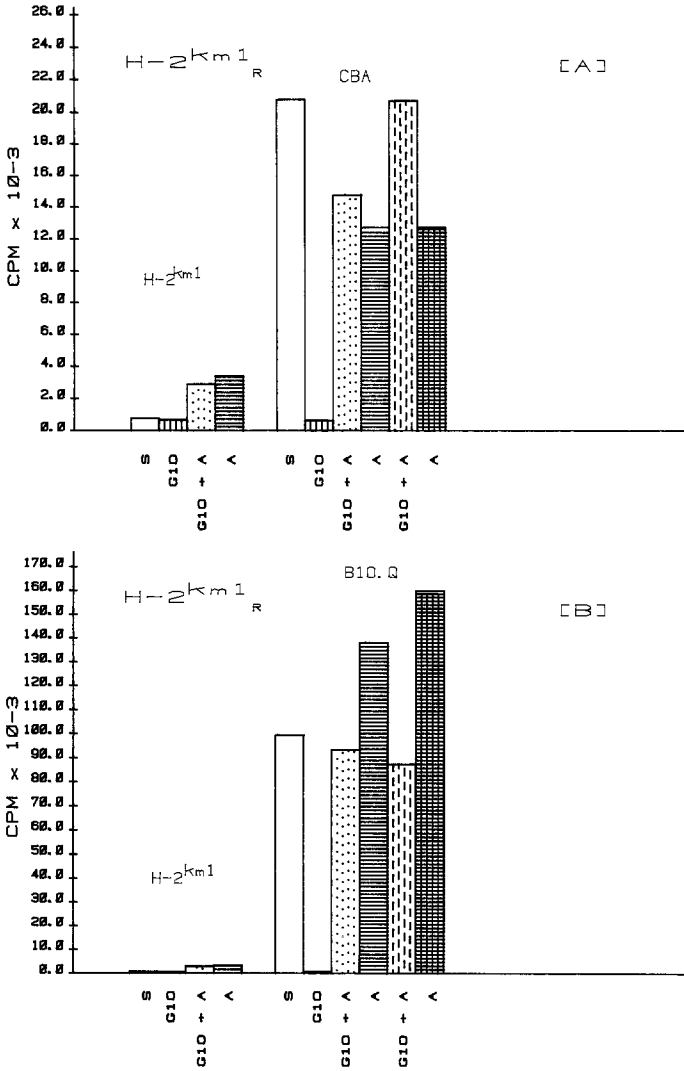 26.0
24.0
22.0
20.0
18.0
16.0
14.0
12.0
10.0
8.0
6.0
4.0
2.0
0.0
CPM x 10-3
H-2km1R
CBA
[A]
H-2km1
S
G10
G10 + A
A
S
G10
G10 + A
A
G10 + A
A
170.0
160.0
150.0
140.0
130.0
120.0
110.0
100.0
90.0
80.0
70.0
60.0
50.0
40.0
30.0
20.0
10.0
0.0
CPM x 10-3
H-2km1R
B10.Q
[B]
H-2km1
S
G10
G10 + A
A
S
G10
G10 + A
A
G10 + A
A